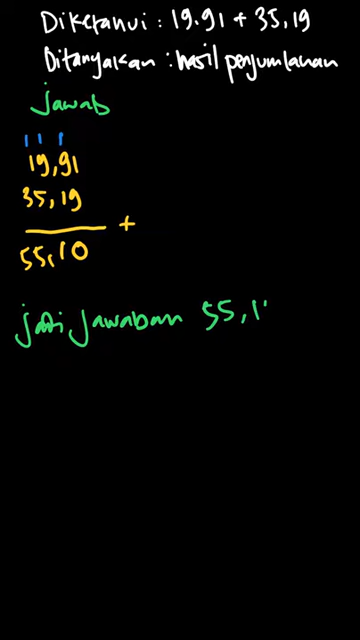 Diketahui : 19.91 + 35,19
Ditanyakan : hasil penjumlahan
jawab
1 1 1
19,91
35,19
+
55,10
jadi jawaban 55,1